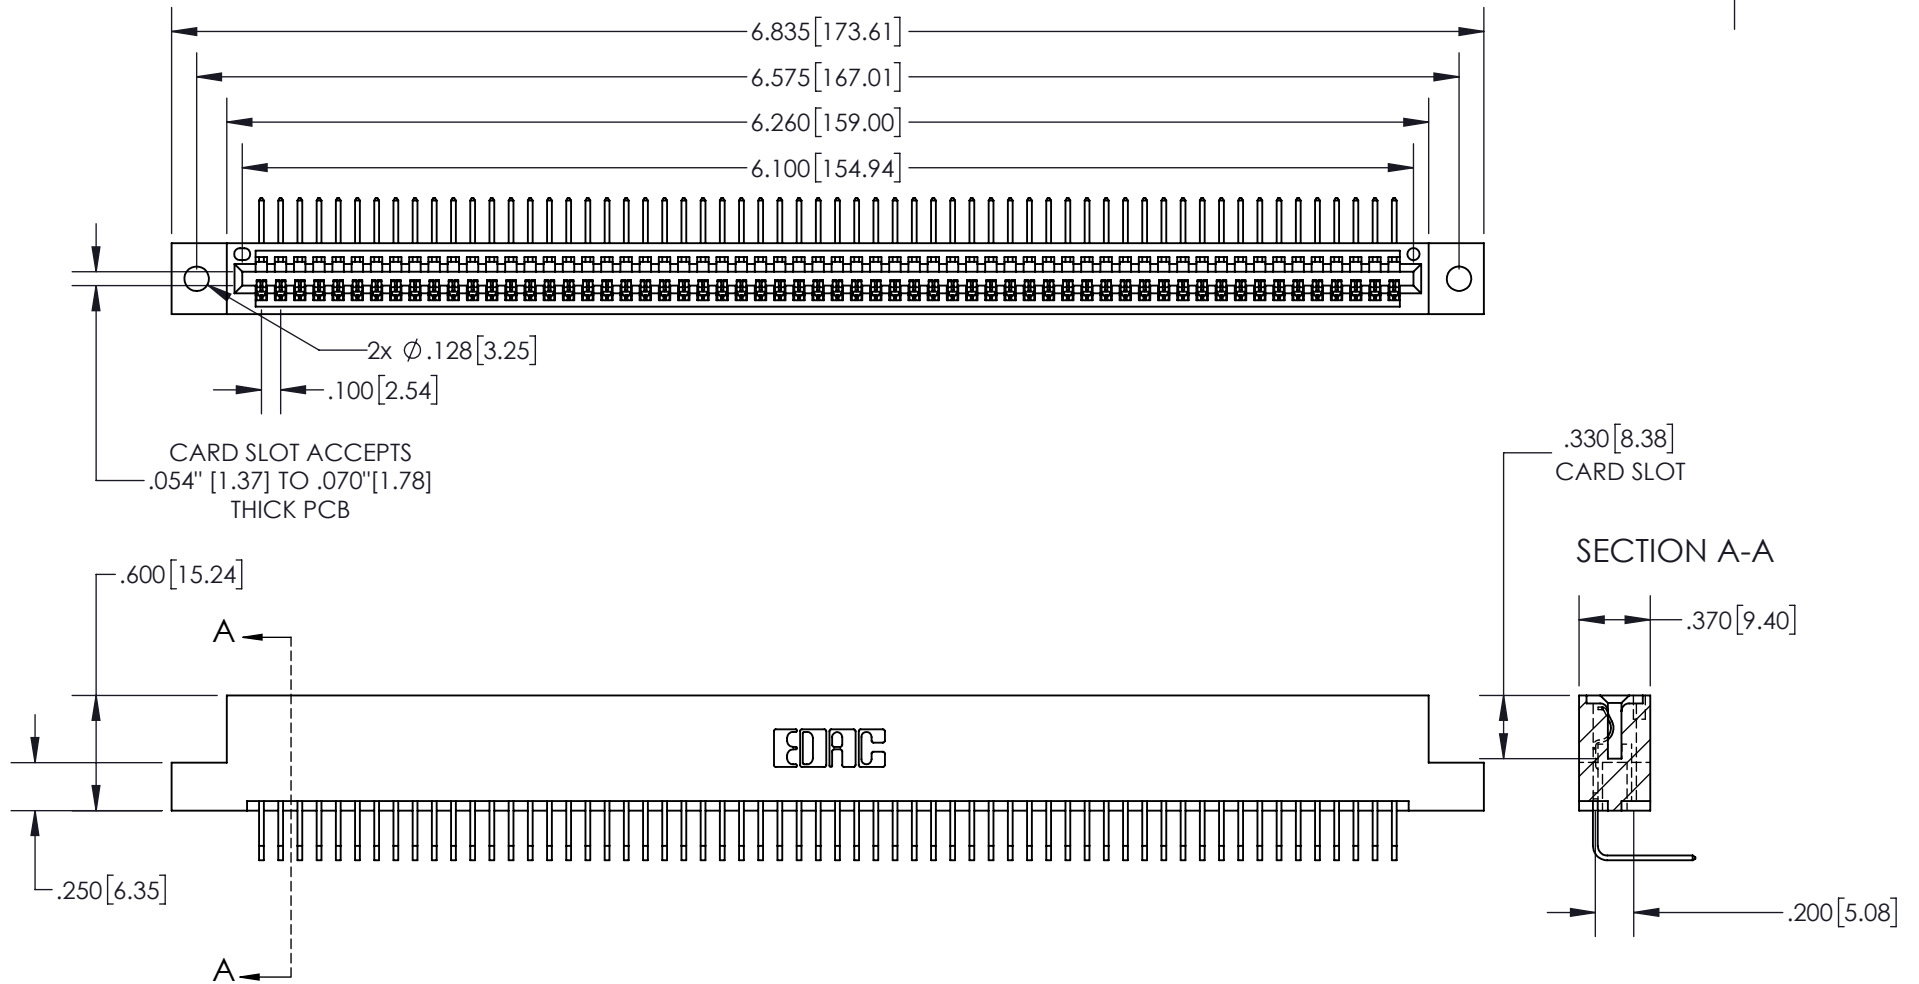 6.835[173.61]
6.575[167.01]
6.260[159.00]
6.100[154.94]
2x Ø.128[3.25]
.100[2.54]
CARD SLOT ACCEPTS
.054" [1.37] TO .070"[1.78]
THICK PCB
.330[8.38]
CARD SLOT
SECTION A-A
.600[15.24]
.370[9.40]
A
EDAC
.250[6.35]
.200[5.08]
A